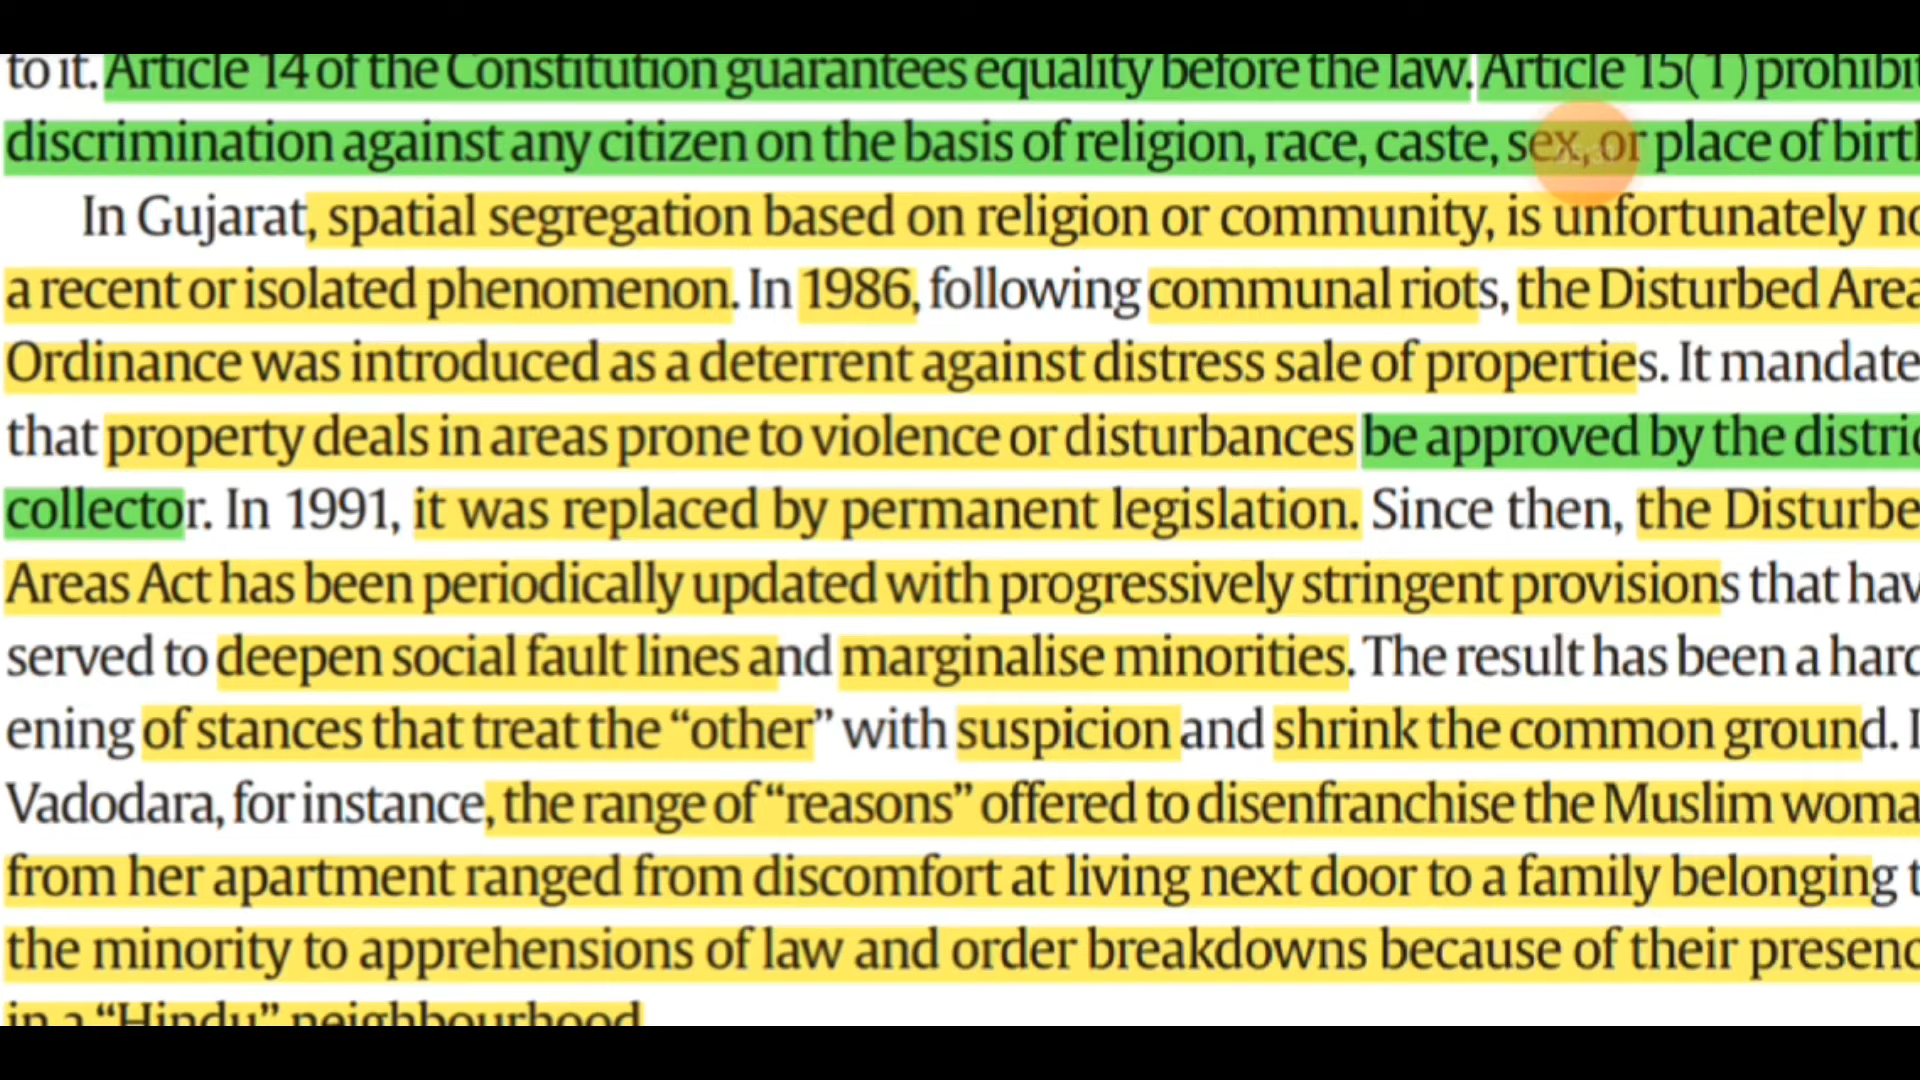 to it. Article 14 of the Constitution guarantees equality before the law. Article 15(1) prohibit
discrimination against any citizen on the basis of religion, race, caste, sex, or place of birt
In Gujarat, spatial segregation based on religion or community, is unfortunately no
a recent or isolated phenomenon. In 1986, following communal riots, the Disturbed Area
Ordinance was introduced as a deterrent against distress sale of properties. It mandate
that property deals in areas prone to violence or disturbances be approved by the distric
collector. In 1991, it was replaced by permanent legislation. Since then, the Disturbe
Areas Act has been periodically updated with progressively stringent provisions that hav
served to deepen social fault lines and marginalise minorities. The result has been a hard
ening of stances that treat the “other” with suspicion and shrink the common ground. I
Vadodara, for instance, the range of “reasons” offered to disenfranchise the Muslim woma
from her apartment ranged from discomfort at living next door to a family belonging t
the minority to apprehensions of law and order breakdowns because of their presenc
in a “Hindu” neighbourhood